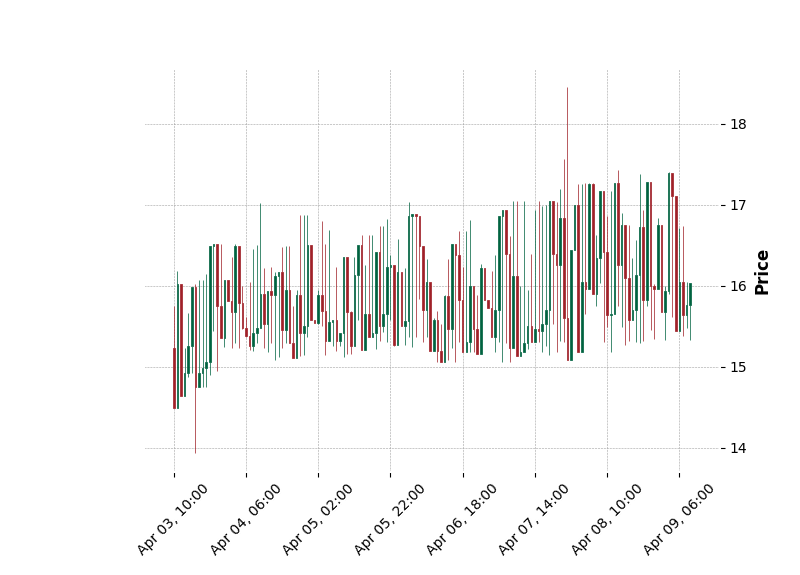 18
17
16
15
14
Price
Apr 03, 10:00
Apr 04, 06:00
Apr 05, 02:00
Apr 05, 22:00
Apr 06, 18:00
Apr 07, 14:00
Apr 08, 10:00
Apr 09, 06:00